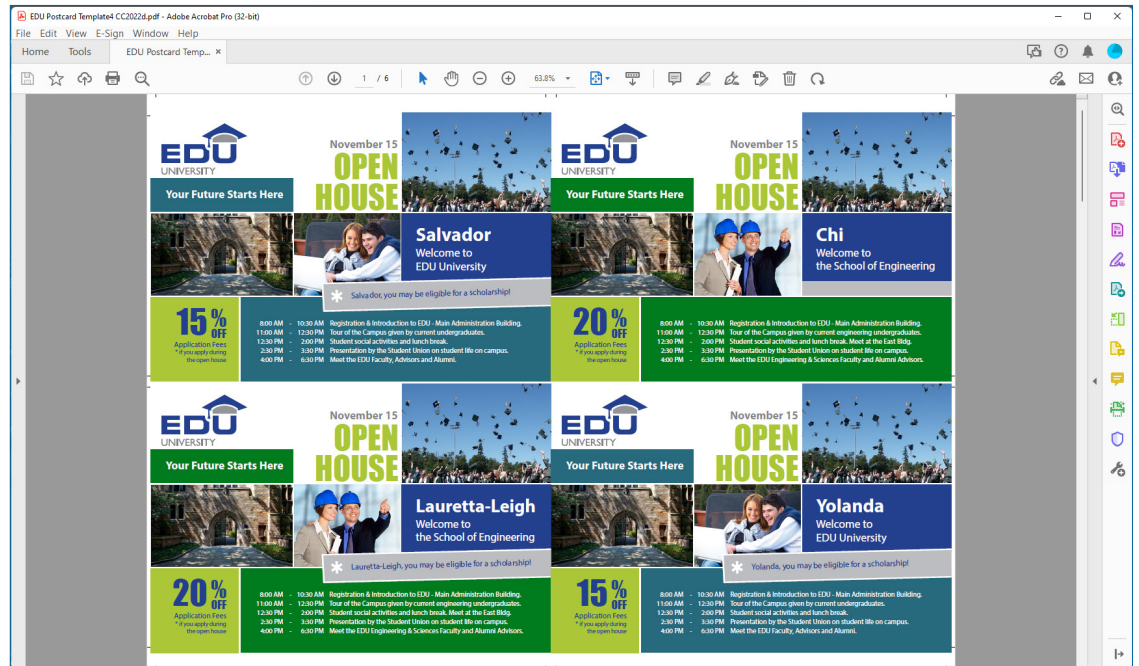 EDU Postcard Template4 CC2022d.pdf - Adobe Acrobat Pro (32-bit)
File Edit View E-Sign Window Help
Home Tools EDU Postcard Temp... ×
1 / 6 63.8%
EDU
UNIVERSITY
Your Future Starts Here
November 15
OPEN
HOUSE
Salvador
Welcome to
EDU University
* Salvador, you may be eligible for a scholarship!
15%
OFF
Application Fees
* if you apply during
the open house
8:00 AM - 10:30 AM Registration & Introduction to EDU - Main Administration Building.
11:00 AM - 12:30 PM Tour of the Campus given by current undergraduates.
12:30 PM - 2:00 PM Student social activities and lunch break.
2:30 PM - 3:30 PM Presentation by the Student Union on student life on campus.
4:00 PM - 6:30 PM Meet the EDU Faculty, Advisors and Alumni.
EDU
UNIVERSITY
Your Future Starts Here
November 15
OPEN
HOUSE
Chi
Welcome to
the School of Engineering
20%
OFF
Application Fees
* if you apply during
the open house
8:00 AM - 10:30 AM Registration & Introduction to EDU - Main Administration Building.
11:00 AM - 12:30 PM Tour of the Campus given by current engineering undergraduates.
12:30 PM - 2:00 PM Student social activities and lunch break. Meet at the East Bldg.
2:30 PM - 3:30 PM Presentation by the Student Union on student life on campus.
4:00 PM - 6:30 PM Meet the EDU Engineering & Sciences Faculty and Alumni Advisors.
EDU
UNIVERSITY
Your Future Starts Here
November 15
OPEN
HOUSE
Lauretta-Leigh
Welcome to
the School of Engineering
* Lauretta-Leigh, you may be eligible for a scholarship!
20%
OFF
Application Fees
* if you apply during
the open house
8:00 AM - 10:30 AM Registration & Introduction to EDU - Main Administration Building.
11:00 AM - 12:30 PM Tour of the Campus given by current engineering undergraduates.
12:30 PM - 2:00 PM Student social activities and lunch break. Meet at the East Bldg.
2:30 PM - 3:30 PM Presentation by the Student Union on student life on campus.
4:00 PM - 6:30 PM Meet the EDU Engineering & Sciences Faculty and Alumni Advisors.
EDU
UNIVERSITY
Your Future Starts Here
November 15
OPEN
HOUSE
Yolanda
Welcome to
EDU University
* Yolanda, you may be eligible for a scholarship!
15%
OFF
Application Fees
* if you apply during
the open house
8:00 AM - 10:30 AM Registration & Introduction to EDU - Main Administration Building.
11:00 AM - 12:30 PM Tour of the Campus given by current undergraduates.
12:30 PM - 2:00 PM Student social activities and lunch break.
2:30 PM - 3:30 PM Presentation by the Student Union on student life on campus.
4:00 PM - 6:30 PM Meet the EDU Faculty, Advisors and Alumni.